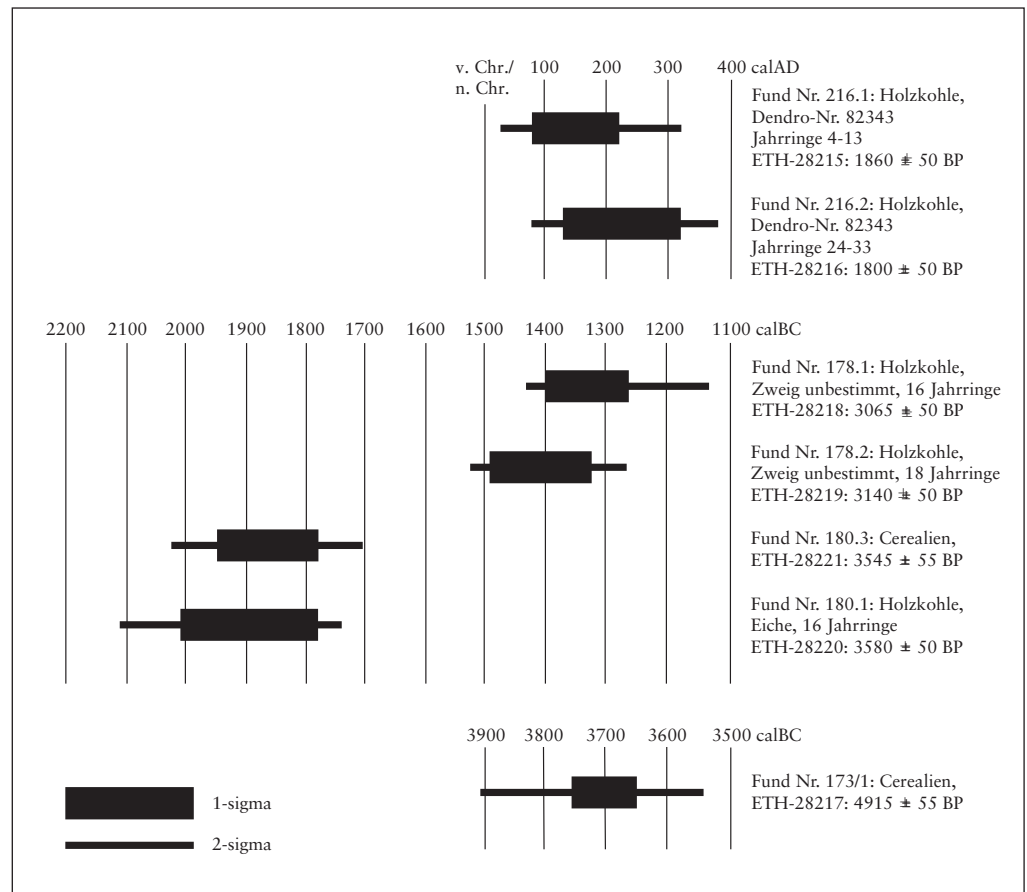 v. Chr./ 100 200 300 400 calAD
n. Chr.
Fund Nr. 216.1: Holzkohle,
Dendro-Nr. 82343
Jahrringe 4-13
ETH-28215: 1860 ± 50 BP
Fund Nr. 216.2: Holzkohle,
Dendro-Nr. 82343
Jahrringe 24-33
ETH-28216: 1800 ± 50 BP
2200 2100 2000 1900 1800 1700 1600 1500 1400 1300 1200 1100 calBC
Fund Nr. 178.1: Holzkohle,
Zweig unbestimmt, 16 Jahrringe
ETH-28218: 3065 ± 50 BP
Fund Nr. 178.2: Holzkohle,
Zweig unbestimmt, 18 Jahrringe
ETH-28219: 3140 ± 50 BP
Fund Nr. 180.3: Cerealien,
ETH-28221: 3545 ± 55 BP
Fund Nr. 180.1: Holzkohle,
Eiche, 16 Jahrringe
ETH-28220: 3580 ± 50 BP
3900 3800 3700 3600 3500 calBC
Fund Nr. 173/1: Cerealien,
ETH-28217: 4915 ± 55 BP
1-sigma
2-sigma